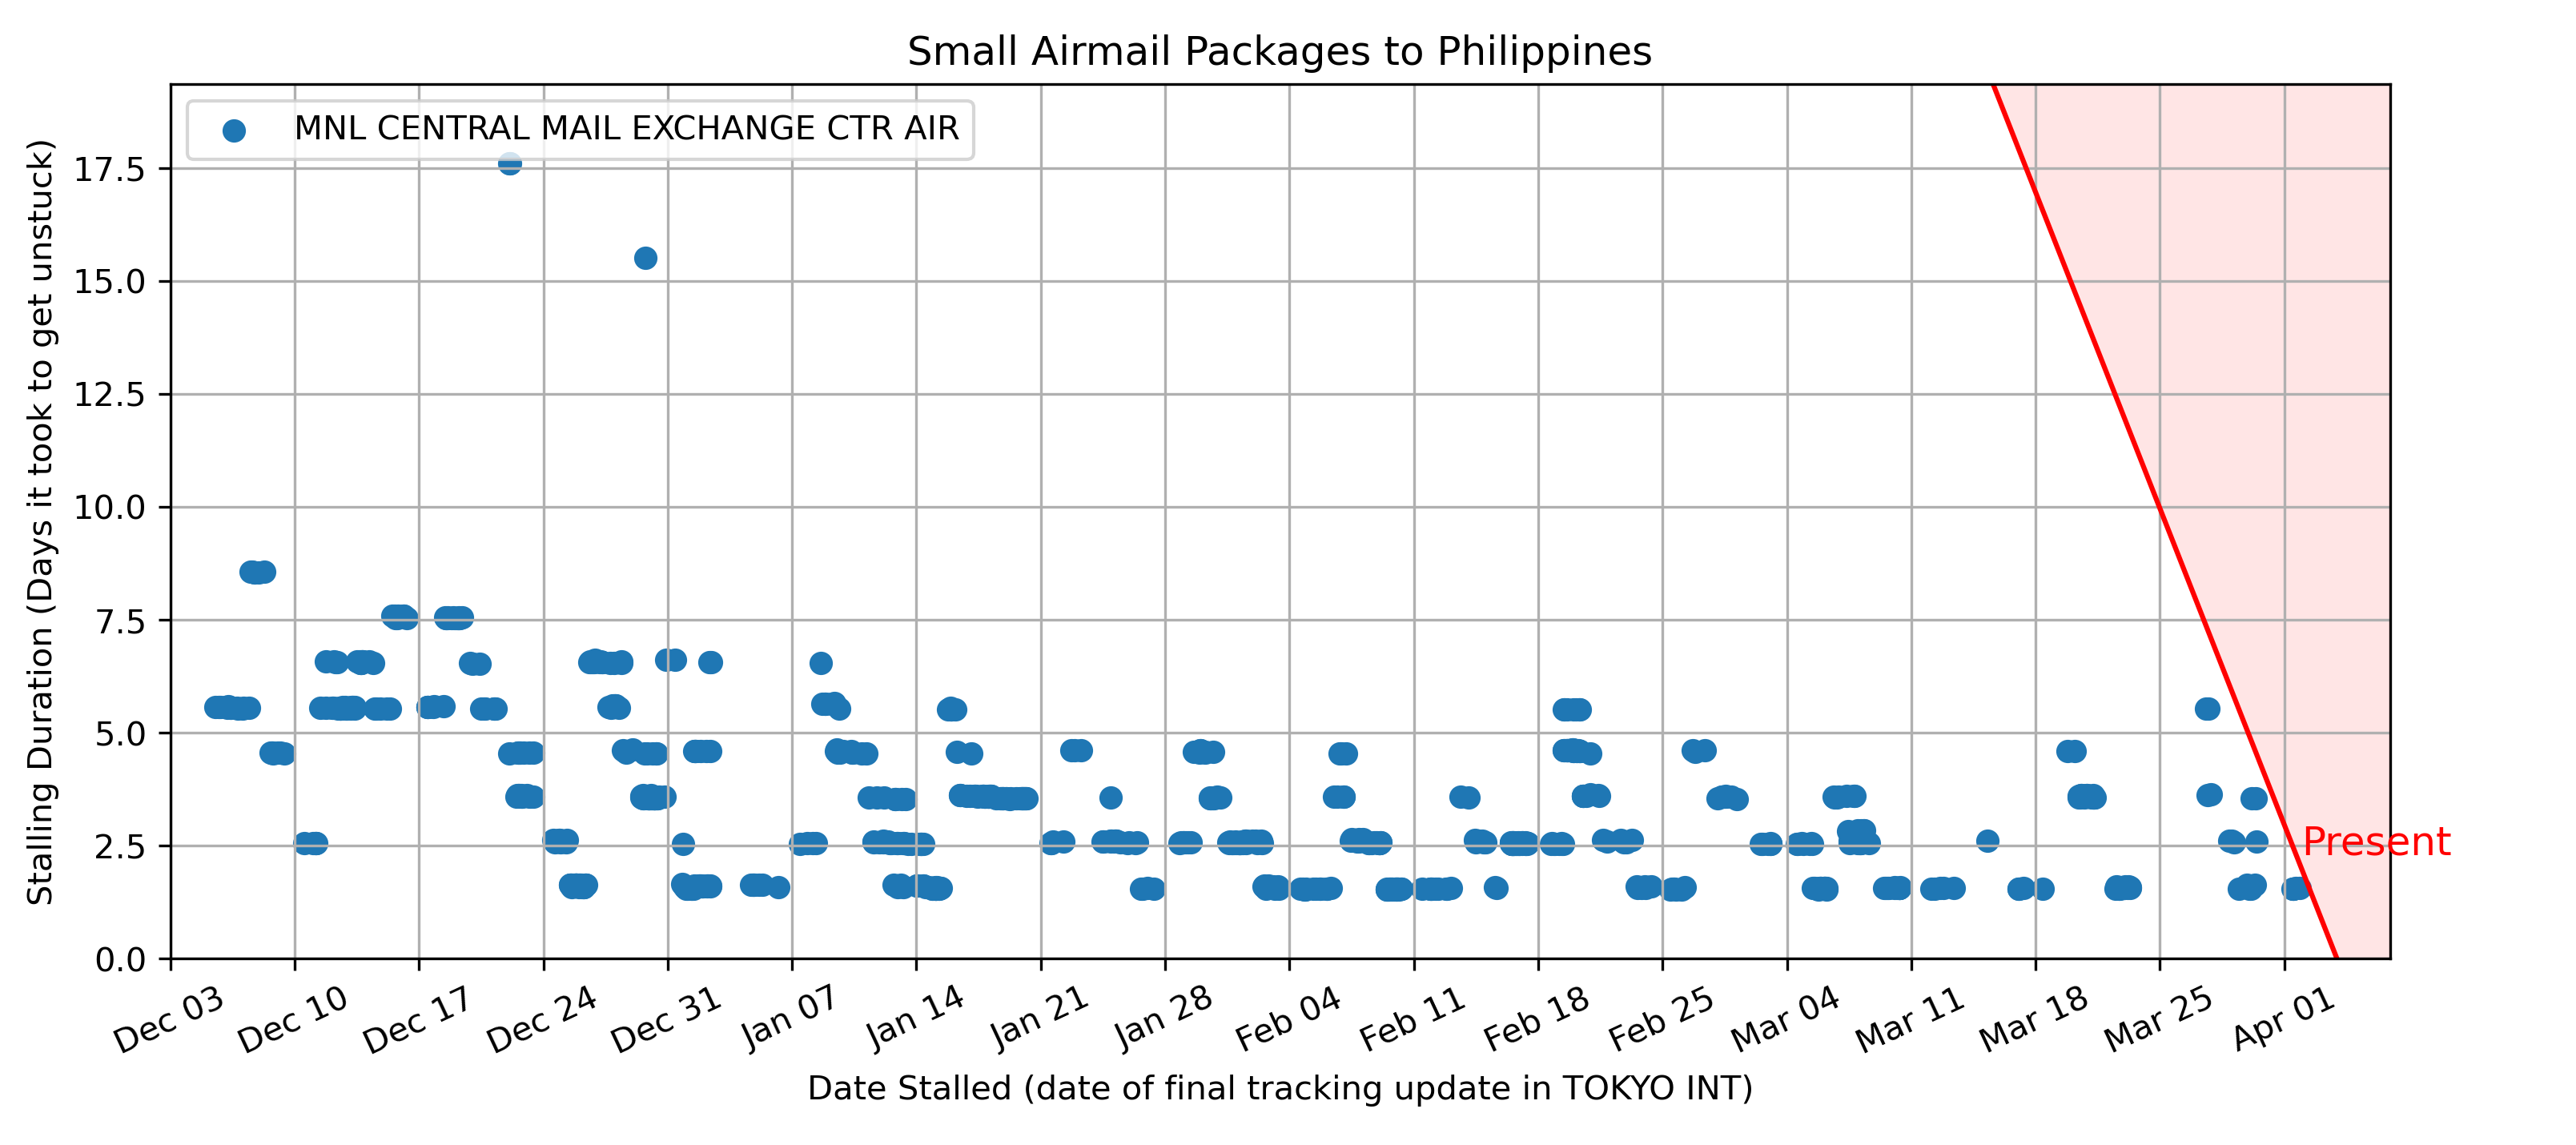 Small Airmail Packages to Philippines
MNL CENTRAL MAIL EXCHANGE CTR AIR
Stalling Duration (Days it took to get unstuck)
17.5
15.0
12.5
10.0
7.5
5.0
2.5
0.0
Present
Dec 03
Dec 10
Dec 17
Dec 24
Dec 31
Jan 07
Jan 14
Jan 21
Jan 28
Feb 04
Feb 11
Feb 18
Feb 25
Mar 04
Mar 11
Mar 18
Mar 25
Apr 01
Date Stalled (date of final tracking update in TOKYO INT)